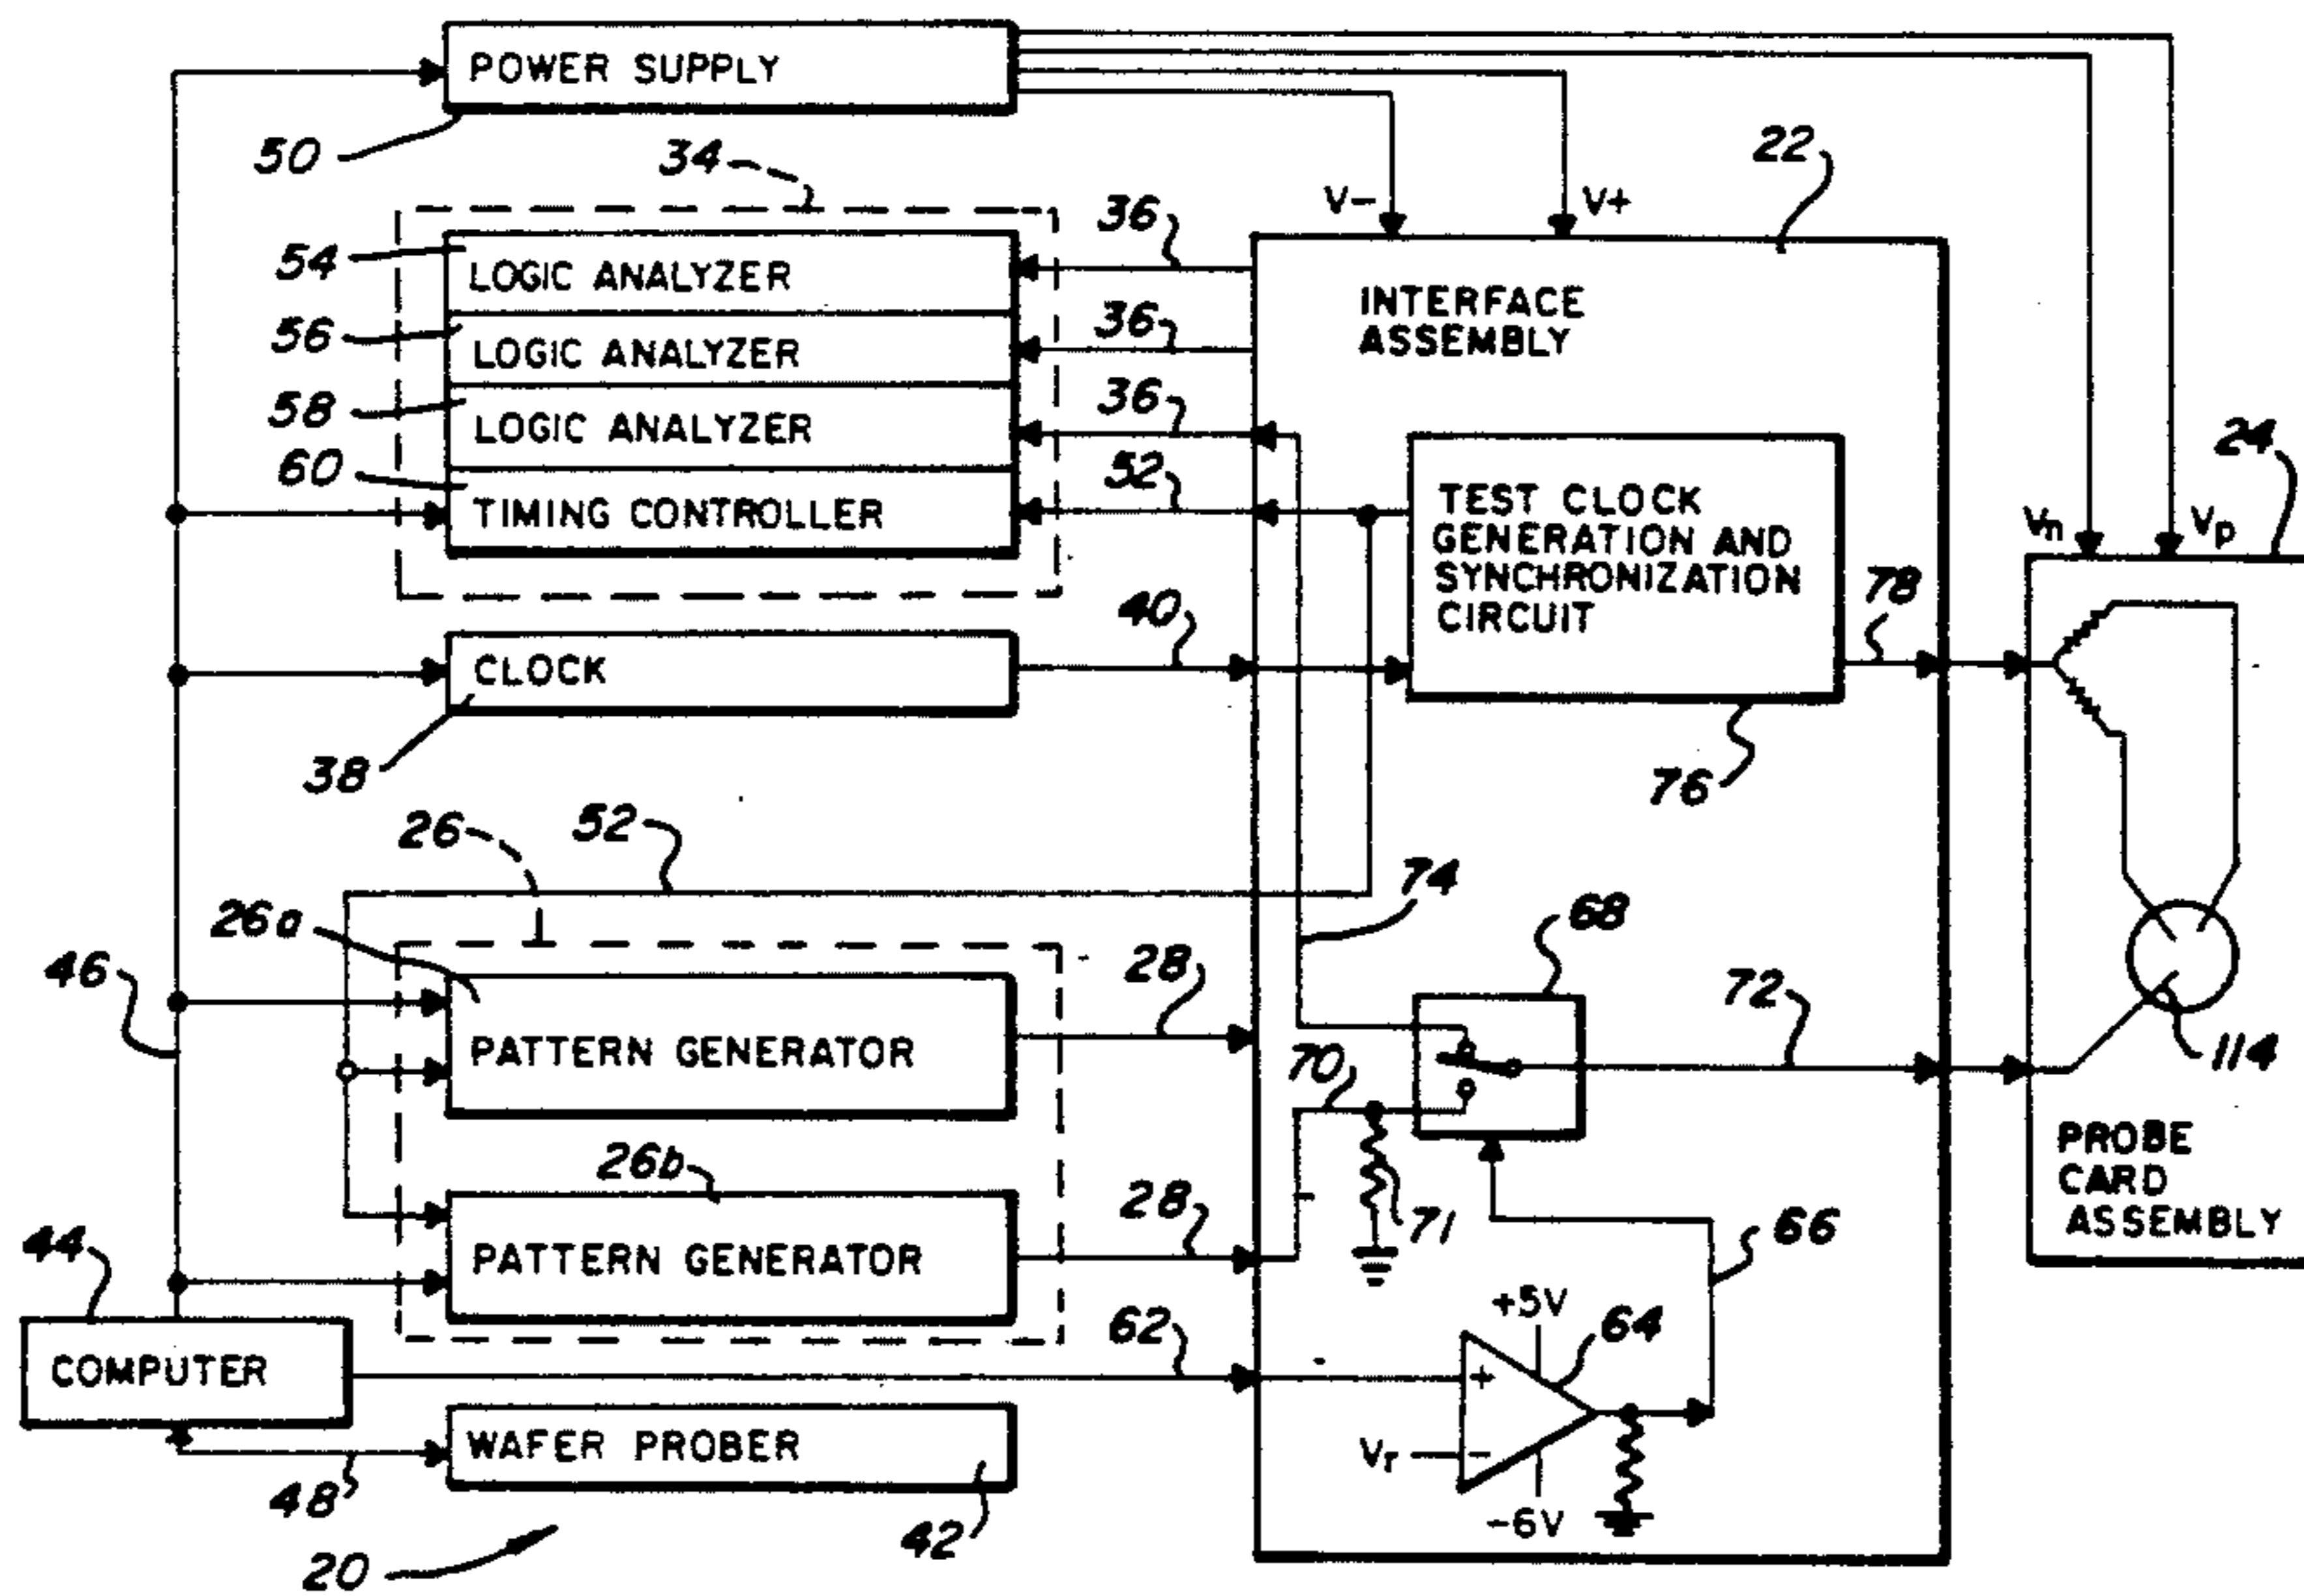 POWER SUPPLY
50
34
22
V-
V+
54
LOGIC ANALYZER
36
56
LOGIC ANALYZER
36
INTERFACE
ASSEMBLY
58
LOGIC ANALYZER
36
60
TIMING CONTROLLER
52
TEST CLOCK
GENERATION AND
SYNCHRONIZATION
CIRCUIT
24
Vn
Vp
40
78
CLOCK
38
76
26
52
74
26a
68
46
28
72
PATTERN GENERATOR
70
114
26b
PROBE
CARD
ASSEMBLY
28
71
66
44
PATTERN GENERATOR
+5V
64
62
COMPUTER
+
WAFER PROBER
Vr
-
48
42
-6V
20